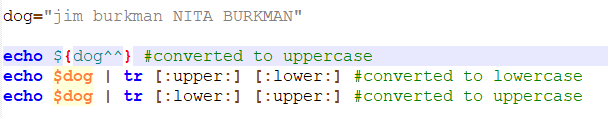 dog="jim burkman NITA BURKMAN"
echo ${dog^^} #converted to uppercase
echo $dog | tr [:upper:] [:lower:] #converted to lowercase
echo $dog | tr [:lower:] [:upper:] #converted to uppercase